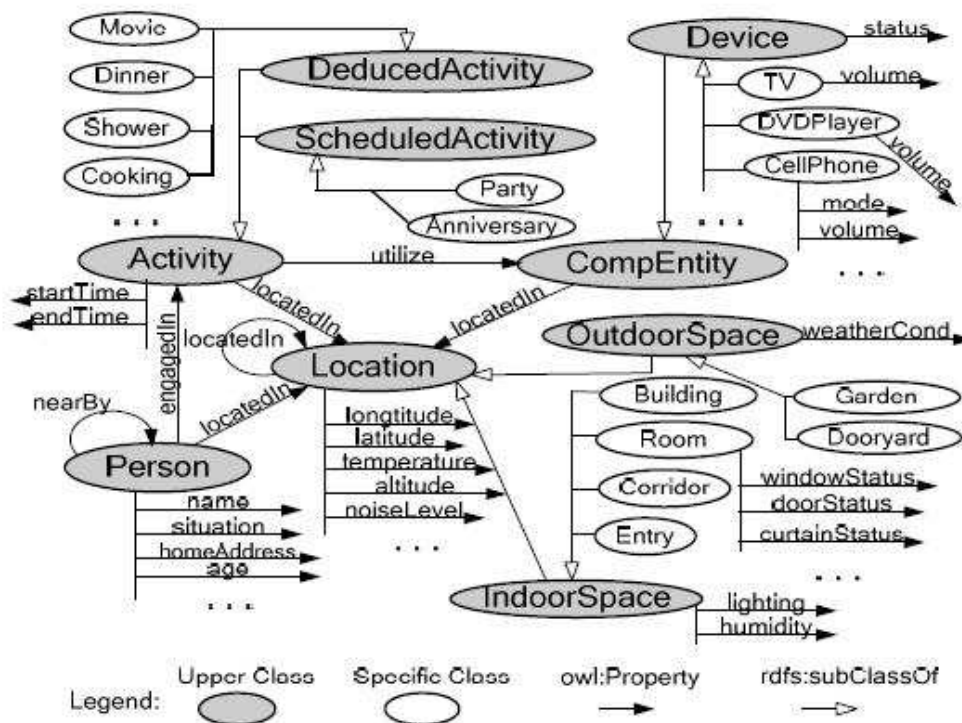 Movie
Dinner
Shower
Cooking
. . .
DeducedActivity
ScheduledActivity
Party
Anniversary
Device
status
TV
volume
DVDPlayer
volume
CellPhone
mode
volume
. . .
. . .
Activity
utilize
CompEntity
startTime
endTime
engagedIn
locatedIn
locatedIn
locatedIn
locatedIn
Location
OutdoorSpace
weatherCond
nearBy
Person
name
situation
homeAddress
age
. . .
longtitude
latitude
temperature
altitude
noiseLevel
. . .
Building
Room
Corridor
Entry
Garden
Dooryard
windowStatus
doorStatus
curtainStatus
. . .
IndoorSpace
lighting
humidity
Legend:
Upper Class
Specific Class
owl:Property
rdfs:subClassOf